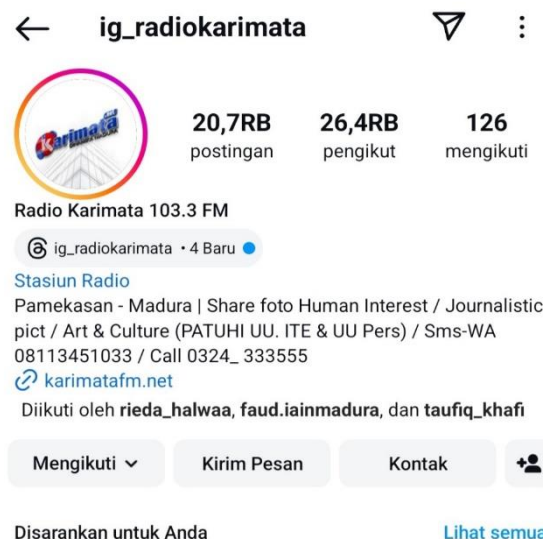 ig_radiokarimata
Karimata
20,7RB 26,4RB 126
postingan pengikut mengikuti
Radio Karimata 103.3 FM
ig_radiokarimata • 4 Baru
Stasiun Radio
Pamekasan - Madura | Share foto Human Interest / Journalistic
pict / Art & Culture (PATUHI UU. ITE & UU Pers) / Sms-WA
08113451033 / Call 0324_ 333555
karimatafm.net
Diikuti oleh rieda_halwaa, faud.iainmadura, dan taufiq_khafi
Mengikuti Kirim Pesan Kontak
Disarankan untuk Anda Lihat semua